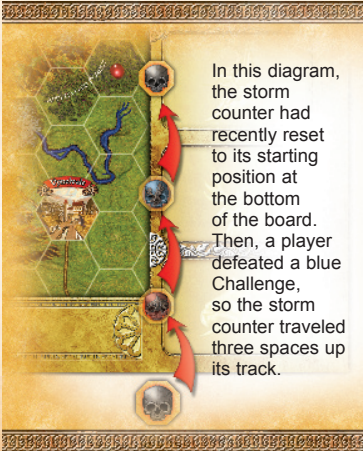 In this diagram,
the storm
counter had
recently reset
to its starting
position at
the bottom
of the board.
Then, a player
defeated a blue
Challenge,
so the storm
counter traveled
three spaces up
its track.